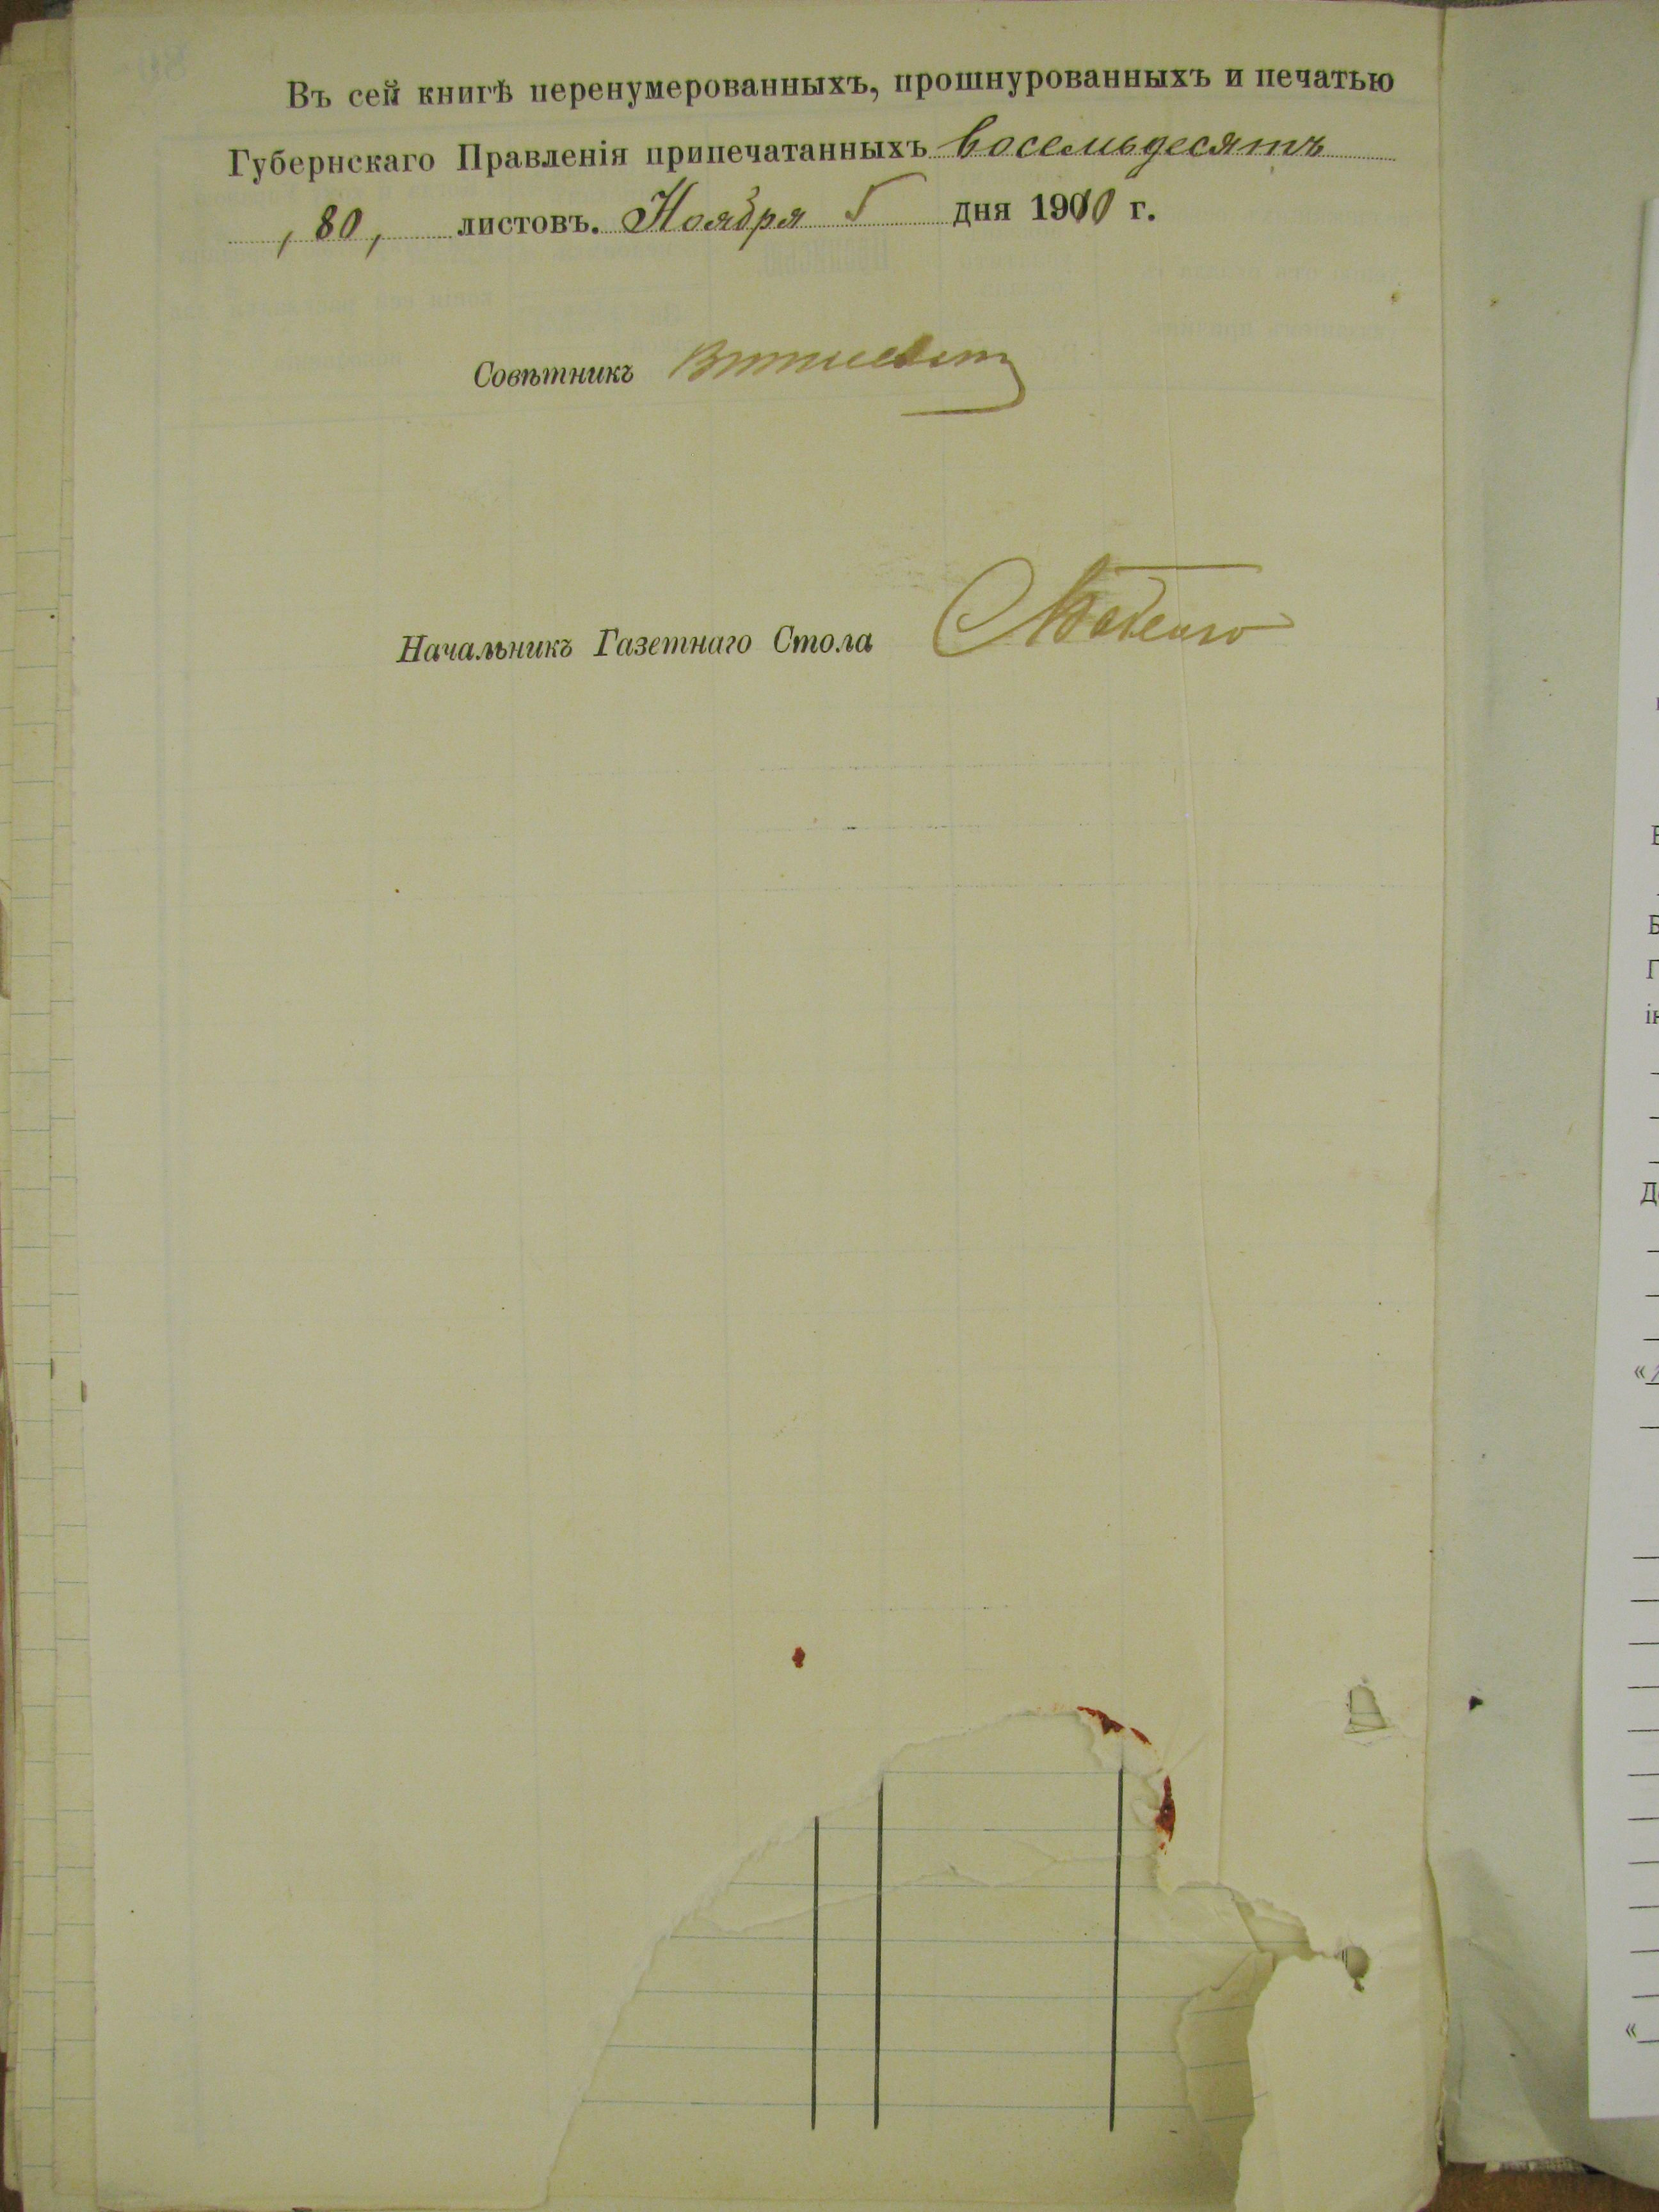 Въ сей книгѣ перенумерованныхъ, прошнурованныхъ и печатью
Губернскаго Правленія припечатанныхъ восемьдесятъ
, 80, листовъ. Ноября 5 дня 1910 г.
Совѣтникъ
Начальникъ Газетнаго Стола